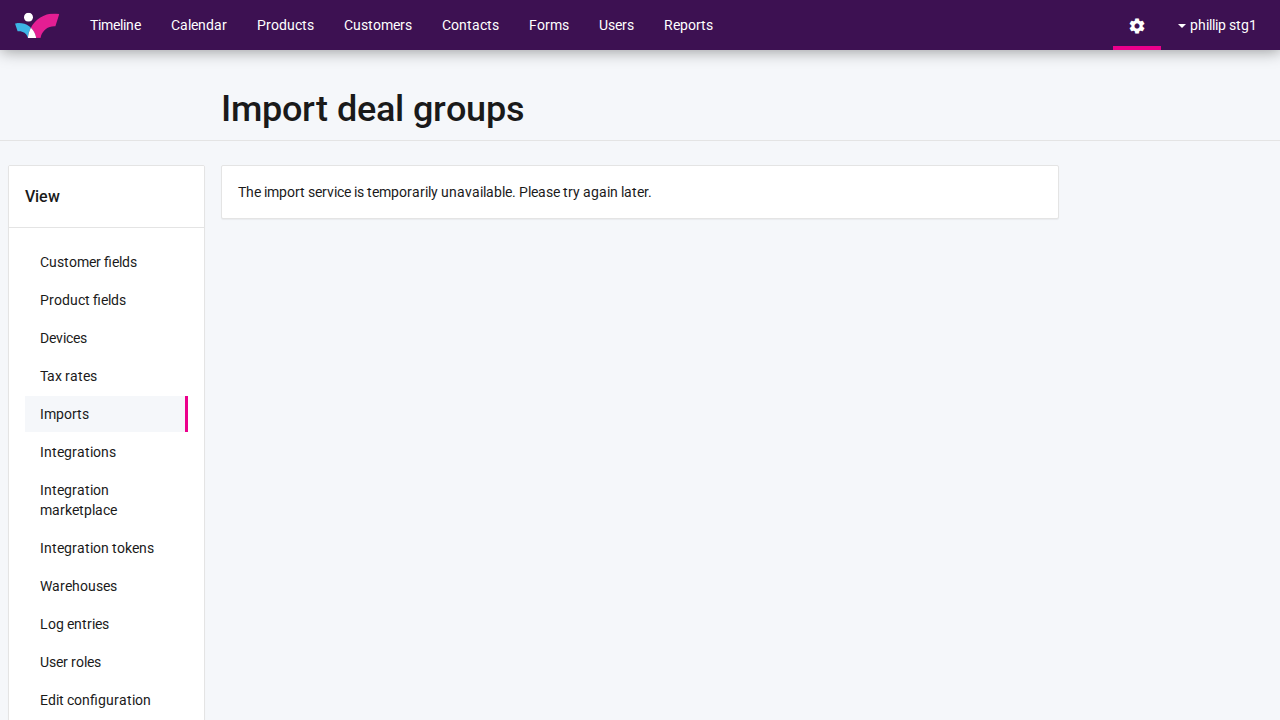 Timeline
Calendar
Products
Customers
Contacts
Forms
Users
Reports
phillip stg1
Import deal groups
View
Customer fields
Product fields
Devices
Tax rates
Imports
Integrations
Integration
marketplace
Integration tokens
Warehouses
Log entries
User roles
Edit configuration
The import service is temporarily unavailable. Please try again later.